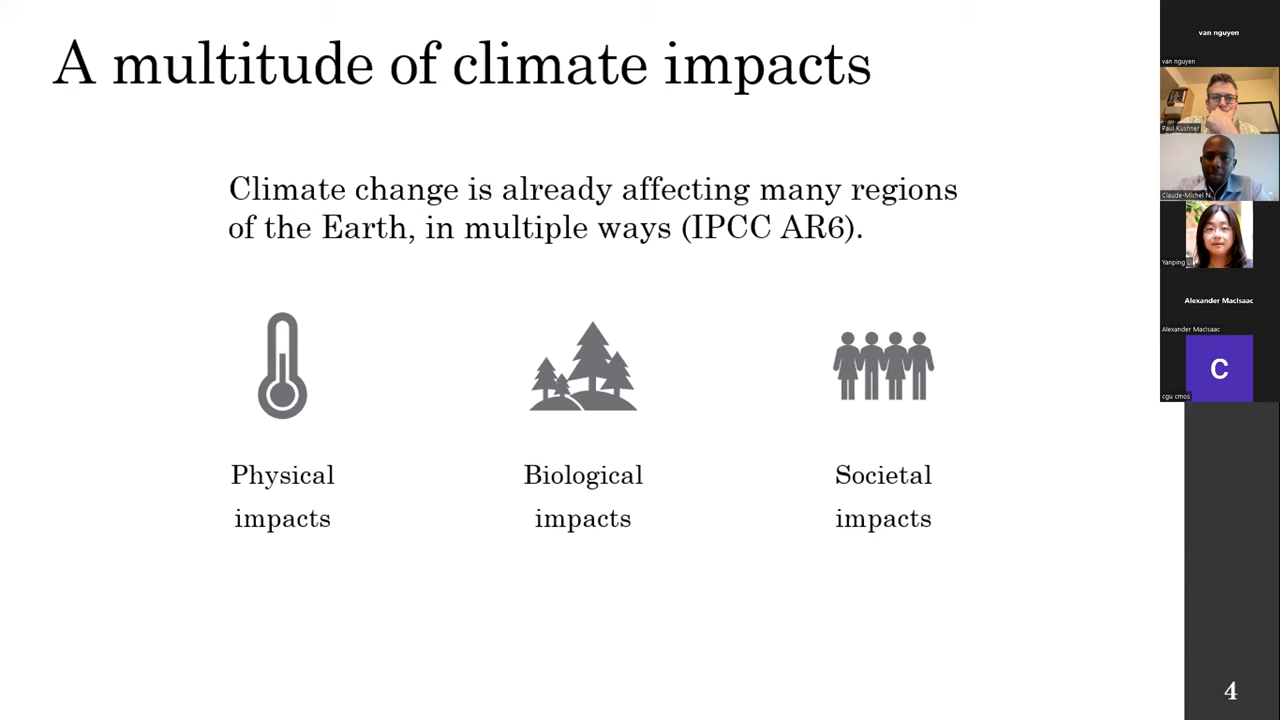 A multitude of climate impacts
Climate change is already affecting many regions
of the Earth, in multiple ways (IPCC AR6).
Physical
impacts
Biological
impacts
Societal
impacts
4
van nguyen
van nguyen
Paul Kushner
Claude-Michel N
Yanping Li
Alexander MacIsaac
Alexander MacIsaac
C
cgu cmos